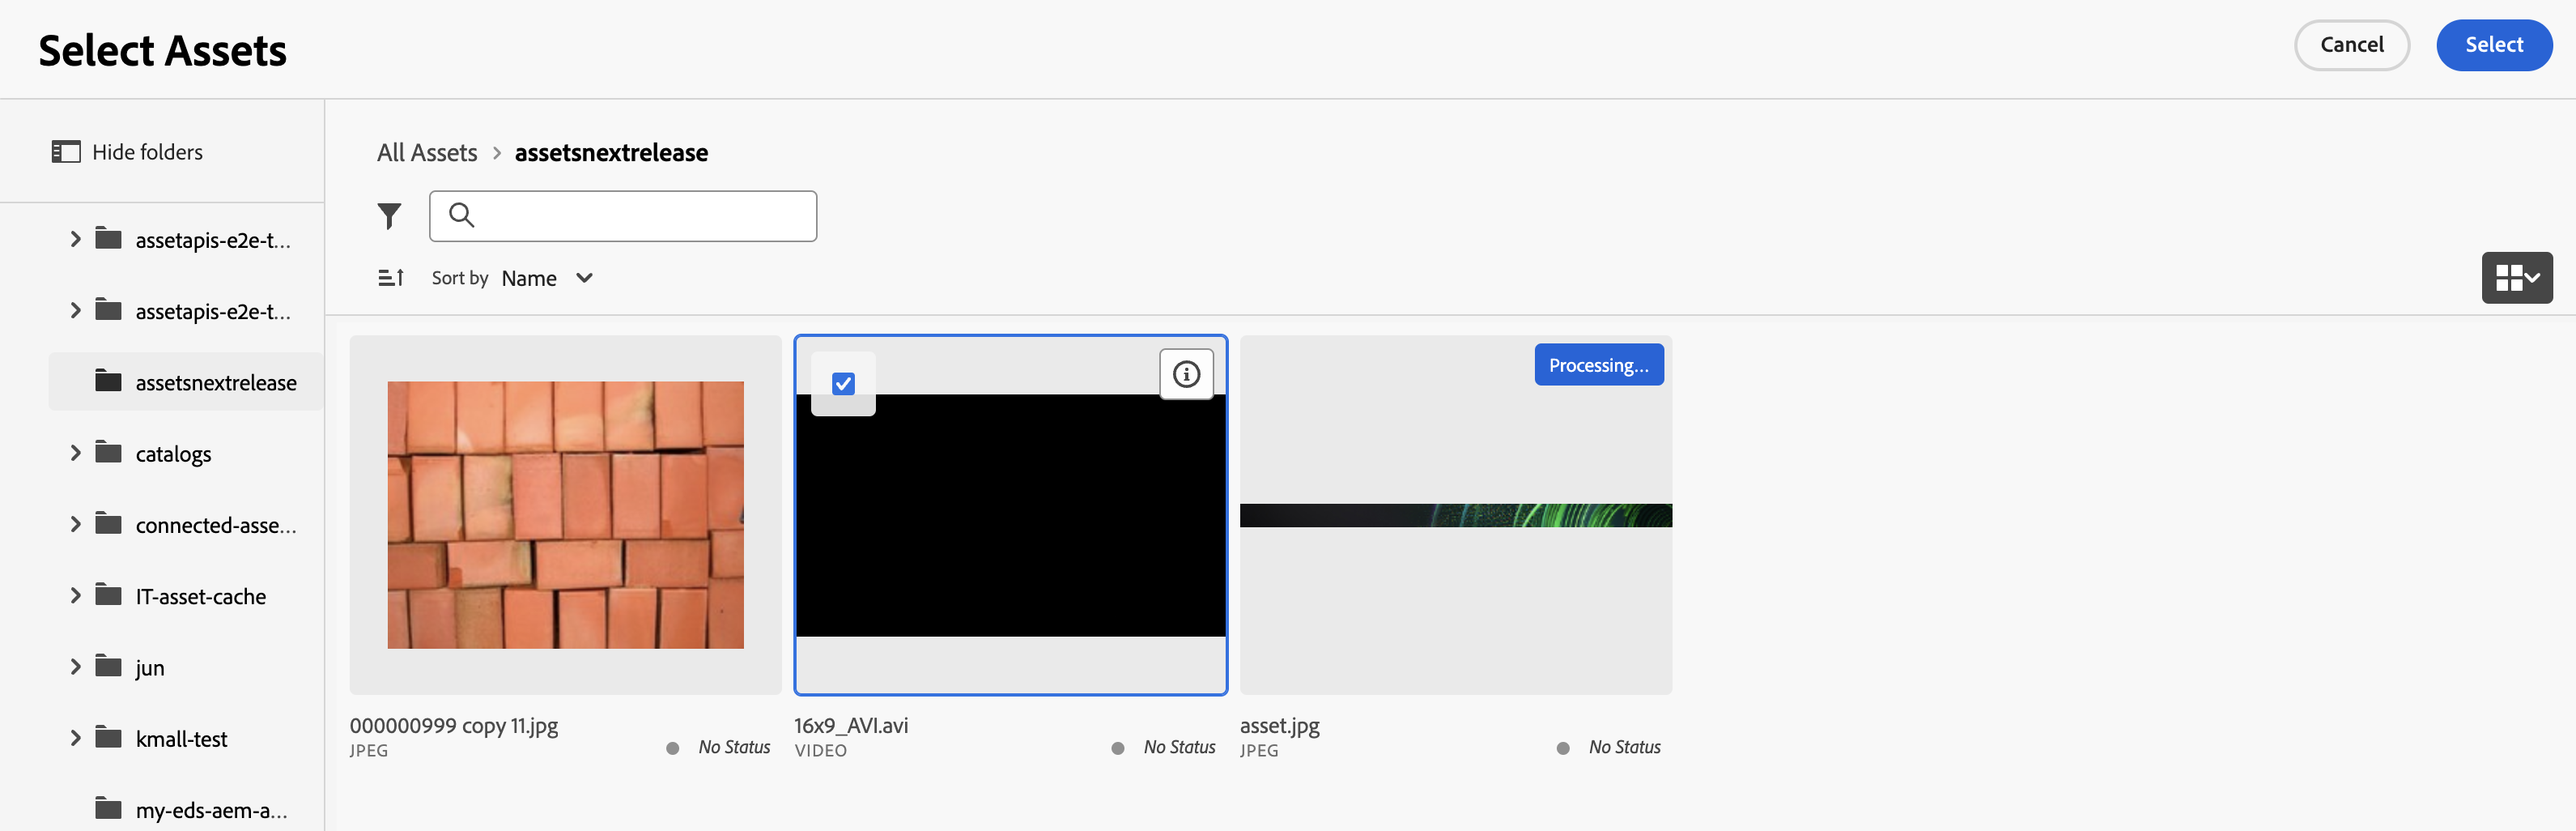 Select Assets
Cancel
Select
Hide folders
assetapis-e2e-t...
assetapis-e2e-t...
assetsnextrelease
catalogs
connected-asse...
IT-asset-cache
jun
kmall-test
my-eds-aem-a...
All Assets > assetsnextrelease
Sort by Name
Processing...
000000999 copy 11.jpg
JPEG
No Status
16x9_AVI.avi
VIDEO
No Status
asset.jpg
JPEG
No Status